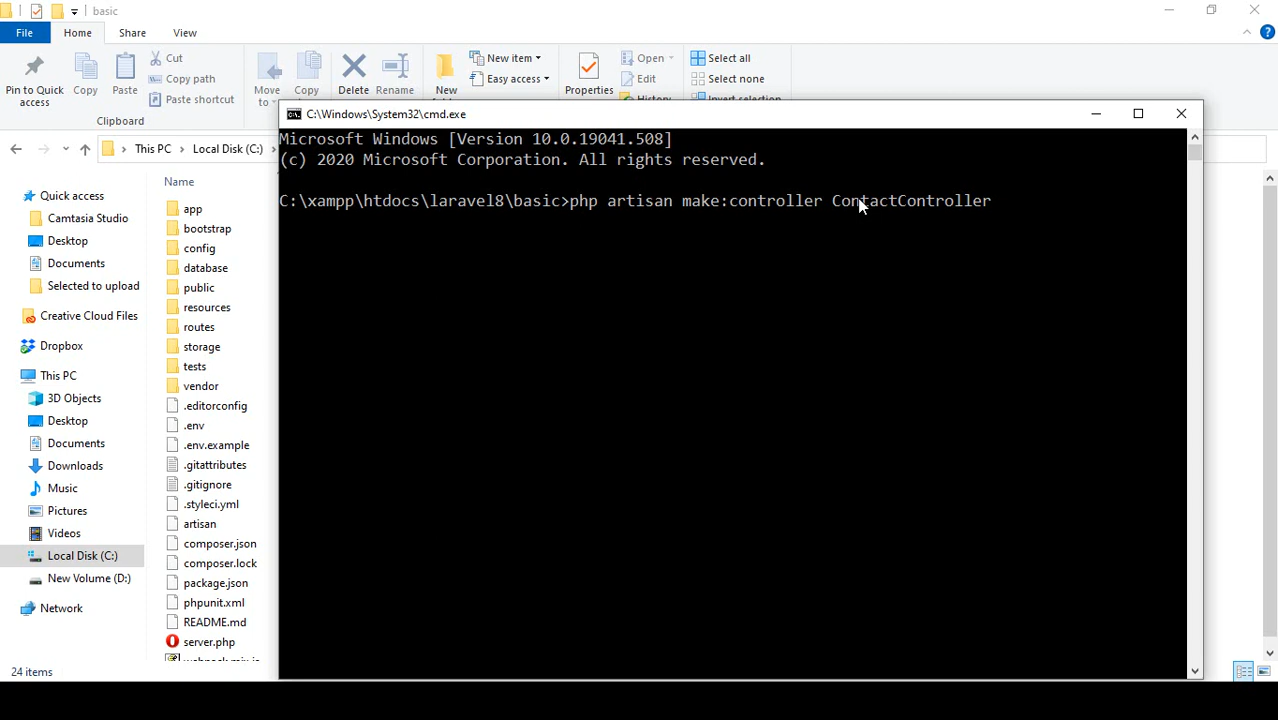 basic
File
Home
Share
View
Pin to Quick access
Copy
Paste
Cut
Copy path
Paste shortcut
Clipboard
Move to
Copy
Delete
Rename
New
New item
Easy access
Properties
Open
Edit
History
Select all
Select none
Invert selection
This PC
Local Disk (C:)
C:\Windows\System32\cmd.exe
Microsoft Windows [Version 10.0.19041.508]
(c) 2020 Microsoft Corporation. All rights reserved.
C:\xampp\htdocs\laravel8\basic>php artisan make:controller ContactController
Quick access
Camtasia Studio
Desktop
Documents
Selected to upload
Creative Cloud Files
Dropbox
This PC
3D Objects
Desktop
Documents
Downloads
Music
Pictures
Videos
Local Disk (C:)
New Volume (D:)
Network
Name
app
bootstrap
config
database
public
resources
routes
storage
tests
vendor
.editorconfig
.env
.env.example
.gitattributes
.gitignore
.styleci.yml
artisan
composer.json
composer.lock
package.json
phpunit.xml
README.md
server.php
24 items